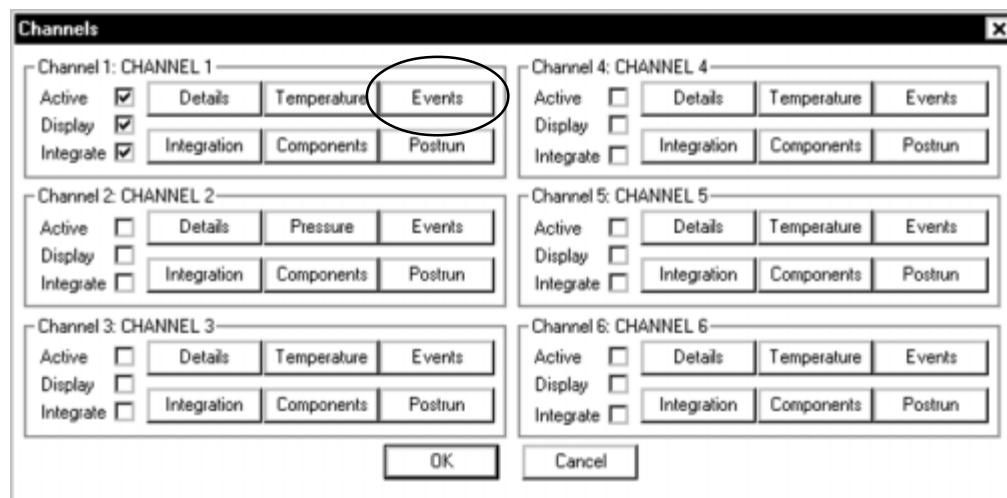 Channels
Channel 1: CHANNEL 1
Active Details Temperature Events
Display
Integrate Integration Components Postrun
Channel 2: CHANNEL 2
Active Details Pressure Events
Display
Integrate Integration Components Postrun
Channel 3: CHANNEL 3
Active Details Temperature Events
Display
Integrate Integration Components Postrun
Channel 4: CHANNEL 4
Active Details Temperature Events
Display
Integrate Integration Components Postrun
Channel 5: CHANNEL 5
Active Details Temperature Events
Display
Integrate Integration Components Postrun
Channel 6: CHANNEL 6
Active Details Temperature Events
Display
Integrate Integration Components Postrun
OK Cancel